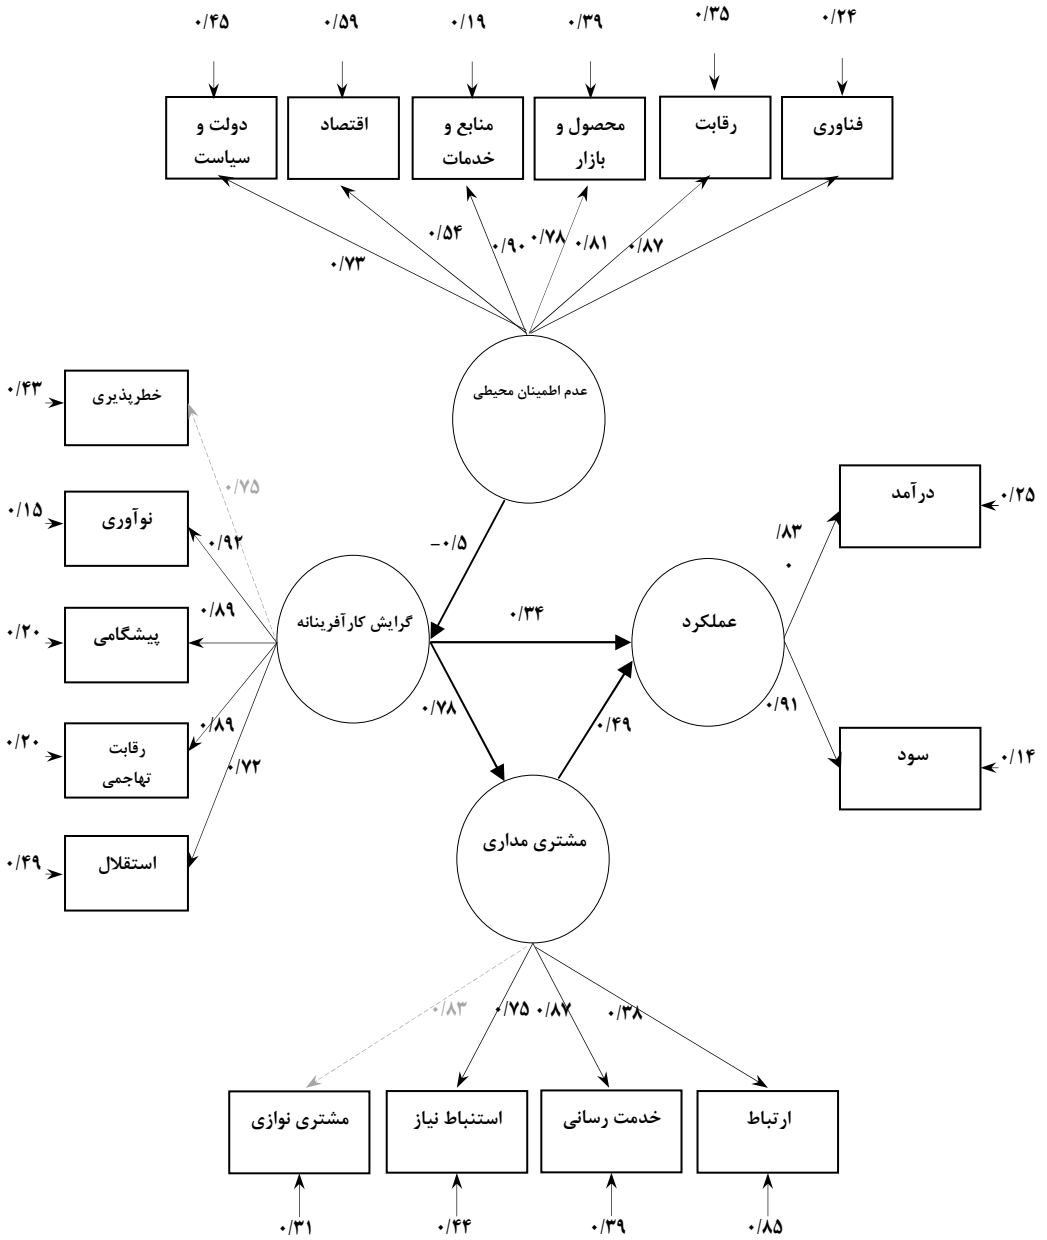 ۰/۴۵
۰/۵۹
۰/۱۹
۰/۳۹
۰/۳۵
۰/۲۴
دولت و
سیاست
اقتصاد
منابع و
خدمات
محصول و
بازار
رقابت
فناوری
۰/۷۳
۰/۵۴
۰/۹۰
۰/۷۸
۰/۸۱
۰/۸۷
عدم اطمینان محیطی
۰/۴۳
خطرپذیری
۰/۷۵
۰/۱۵
نوآوری
۰/۹۲
۰/۲۰
پیشگامی
۰/۸۹
۰/۲۰
رقابت
تهاجمی
۰/۸۹
۰/۴۹
استقلال
۰/۷۲
گرایش کارآفرینانه
-۰/۵
۰/۳۴
۰/۷۸
۰/۴۹
عملکرد
/۸۳
۰
درآمد
۰/۲۵
۰/۹۱
سود
۰/۱۴
مشتری مداری
۰/۸۳
۰/۷۵
۰/۸۷
۰/۳۸
مشتری نوازی
استنباط نیاز
خدمت رسانی
ارتباط
۰/۳۱
۰/۴۴
۰/۳۹
۰/۸۵